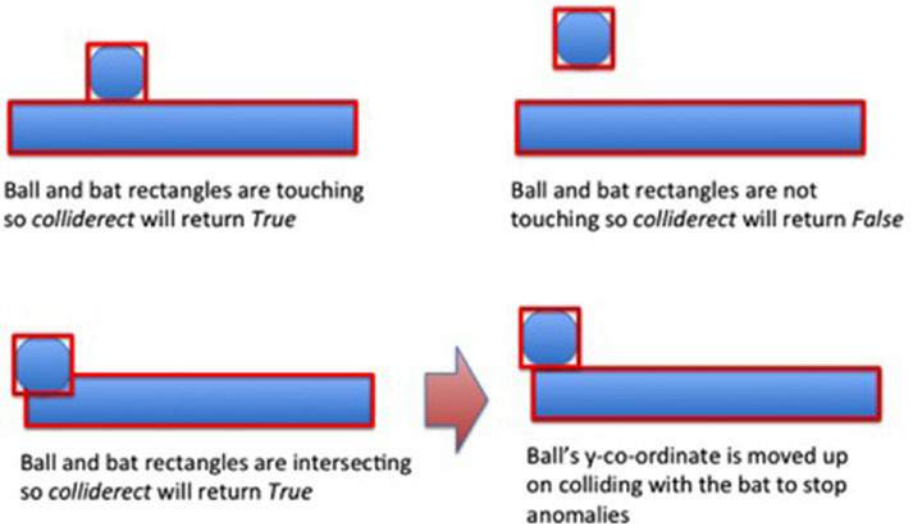 Ball and bat rectangles are touching
so colliderect will return True
Ball and bat rectangles are not
touching so colliderect will return False
Ball and bat rectangles are intersecting
so colliderect will return True
Ball's y-co-ordinate is moved up
on colliding with the bat to stop
anomalies